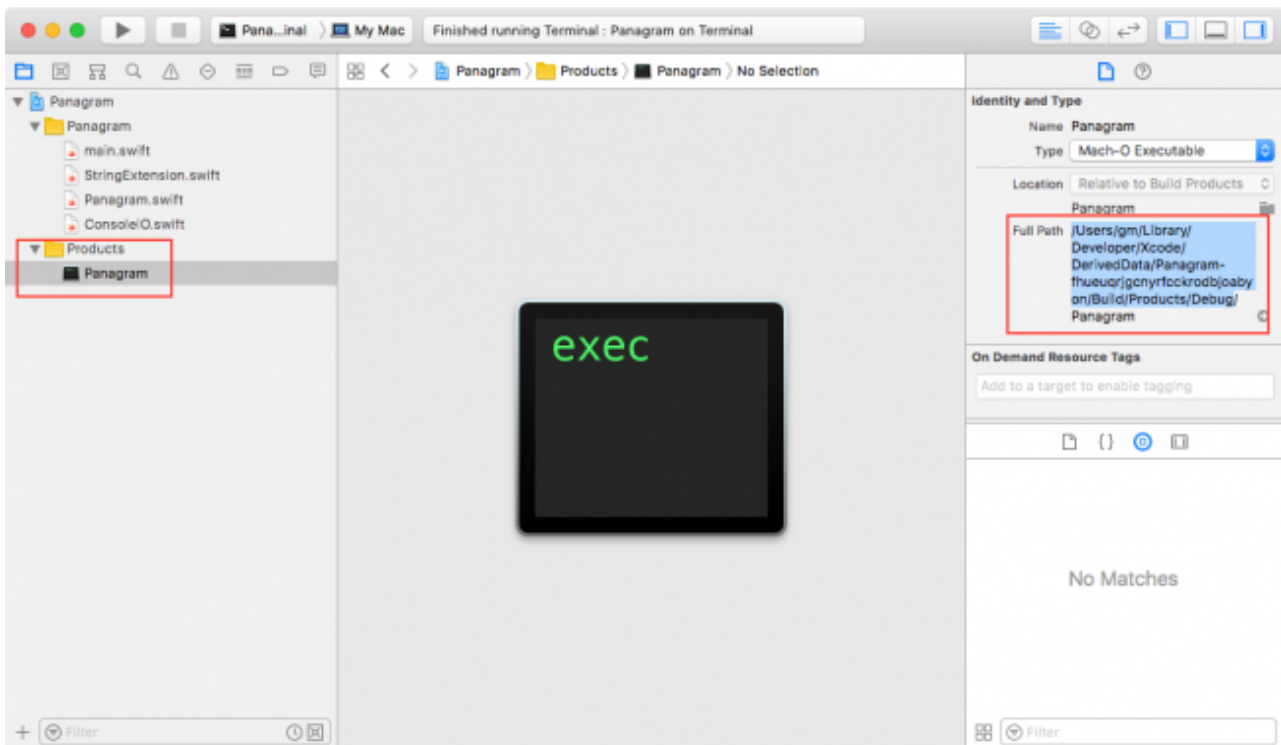 Pana...inal 〉 My Mac
Finished running Terminal : Panagram on Terminal
Panagram 〉 Products 〉 Panagram 〉 No Selection
Panagram
Panagram
main.swift
StringExtension.swift
Panagram.swift
ConsoleIO.swift
Products
Panagram
Filter
exec
Identity and Type
Name Panagram
Type Mach-O Executable
Location Relative to Build Products
Panagram
Full Path /Users/gm/Library/
Developer/Xcode/
DerivedData/Panagram-
fhueuqrjgcnyrfcckrodbjoaby
on/Build/Products/Debug/
Panagram
On Demand Resource Tags
Add to a target to enable tagging
No Matches
Filter